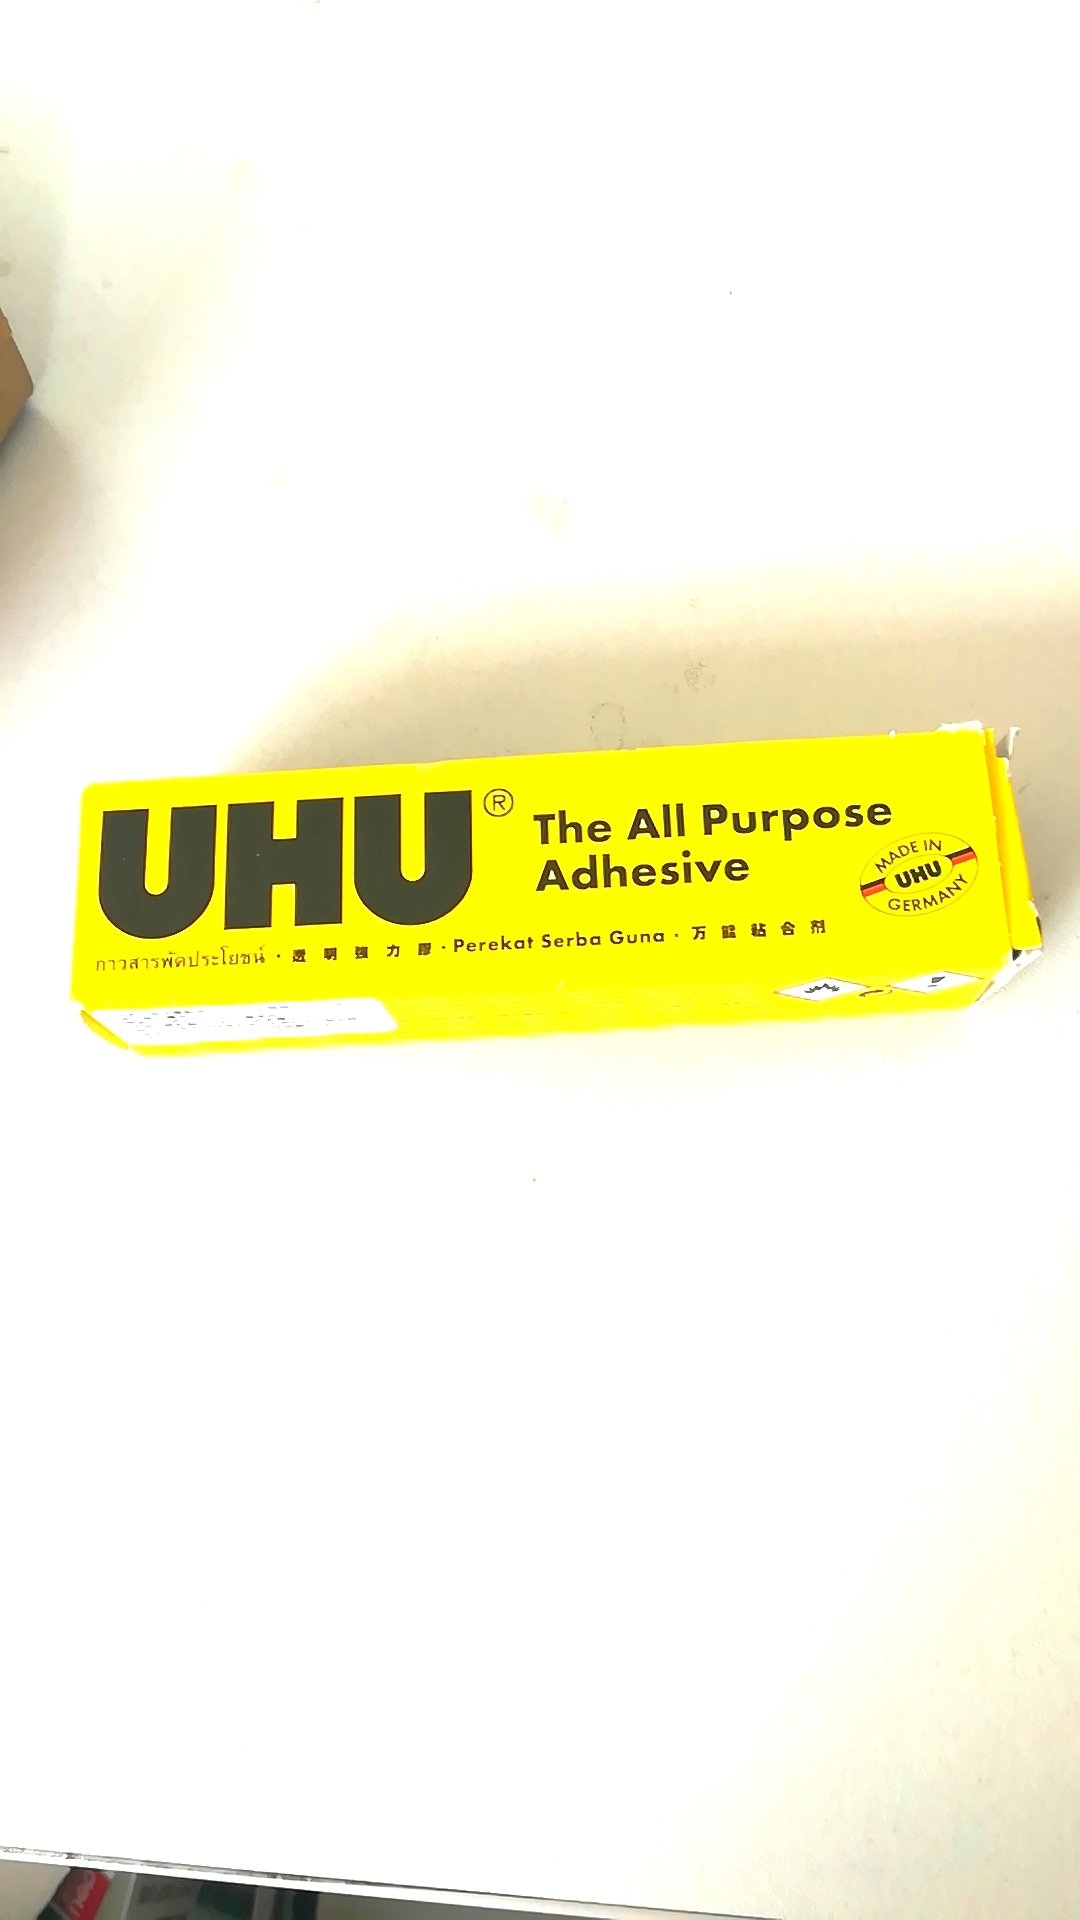 UHU®
The All Purpose
Adhesive
MADE IN
UHU
GERMANY
กาวสารพัดประโยชน์ · 透明強力膠 · Perekat Serba Guna · 万能粘合剂